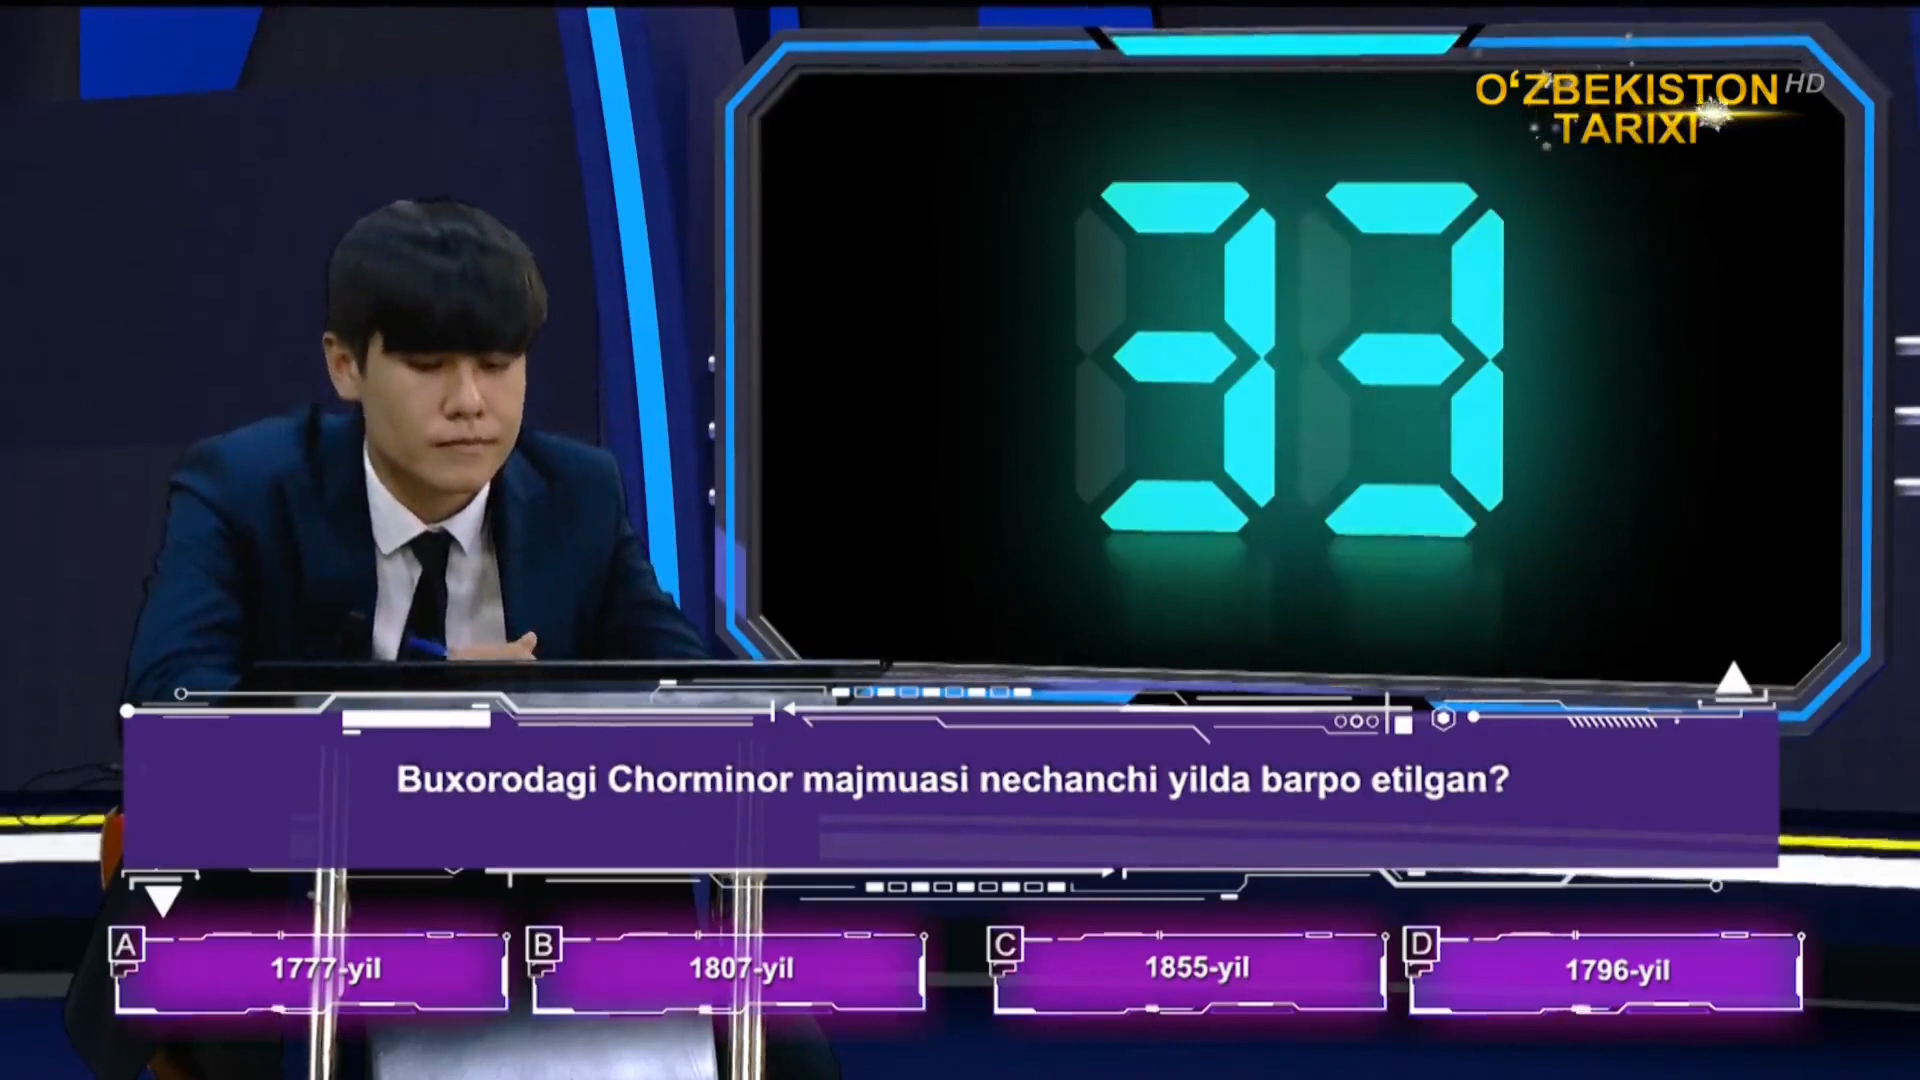 O‘ZBEKISTON HD
TARIXI
33
Buxorodagi Chorminor majmuasi nechanchi yilda barpo etilgan?
A
1777-yil
B
1807-yil
C
1855-yil
D
1796-yil